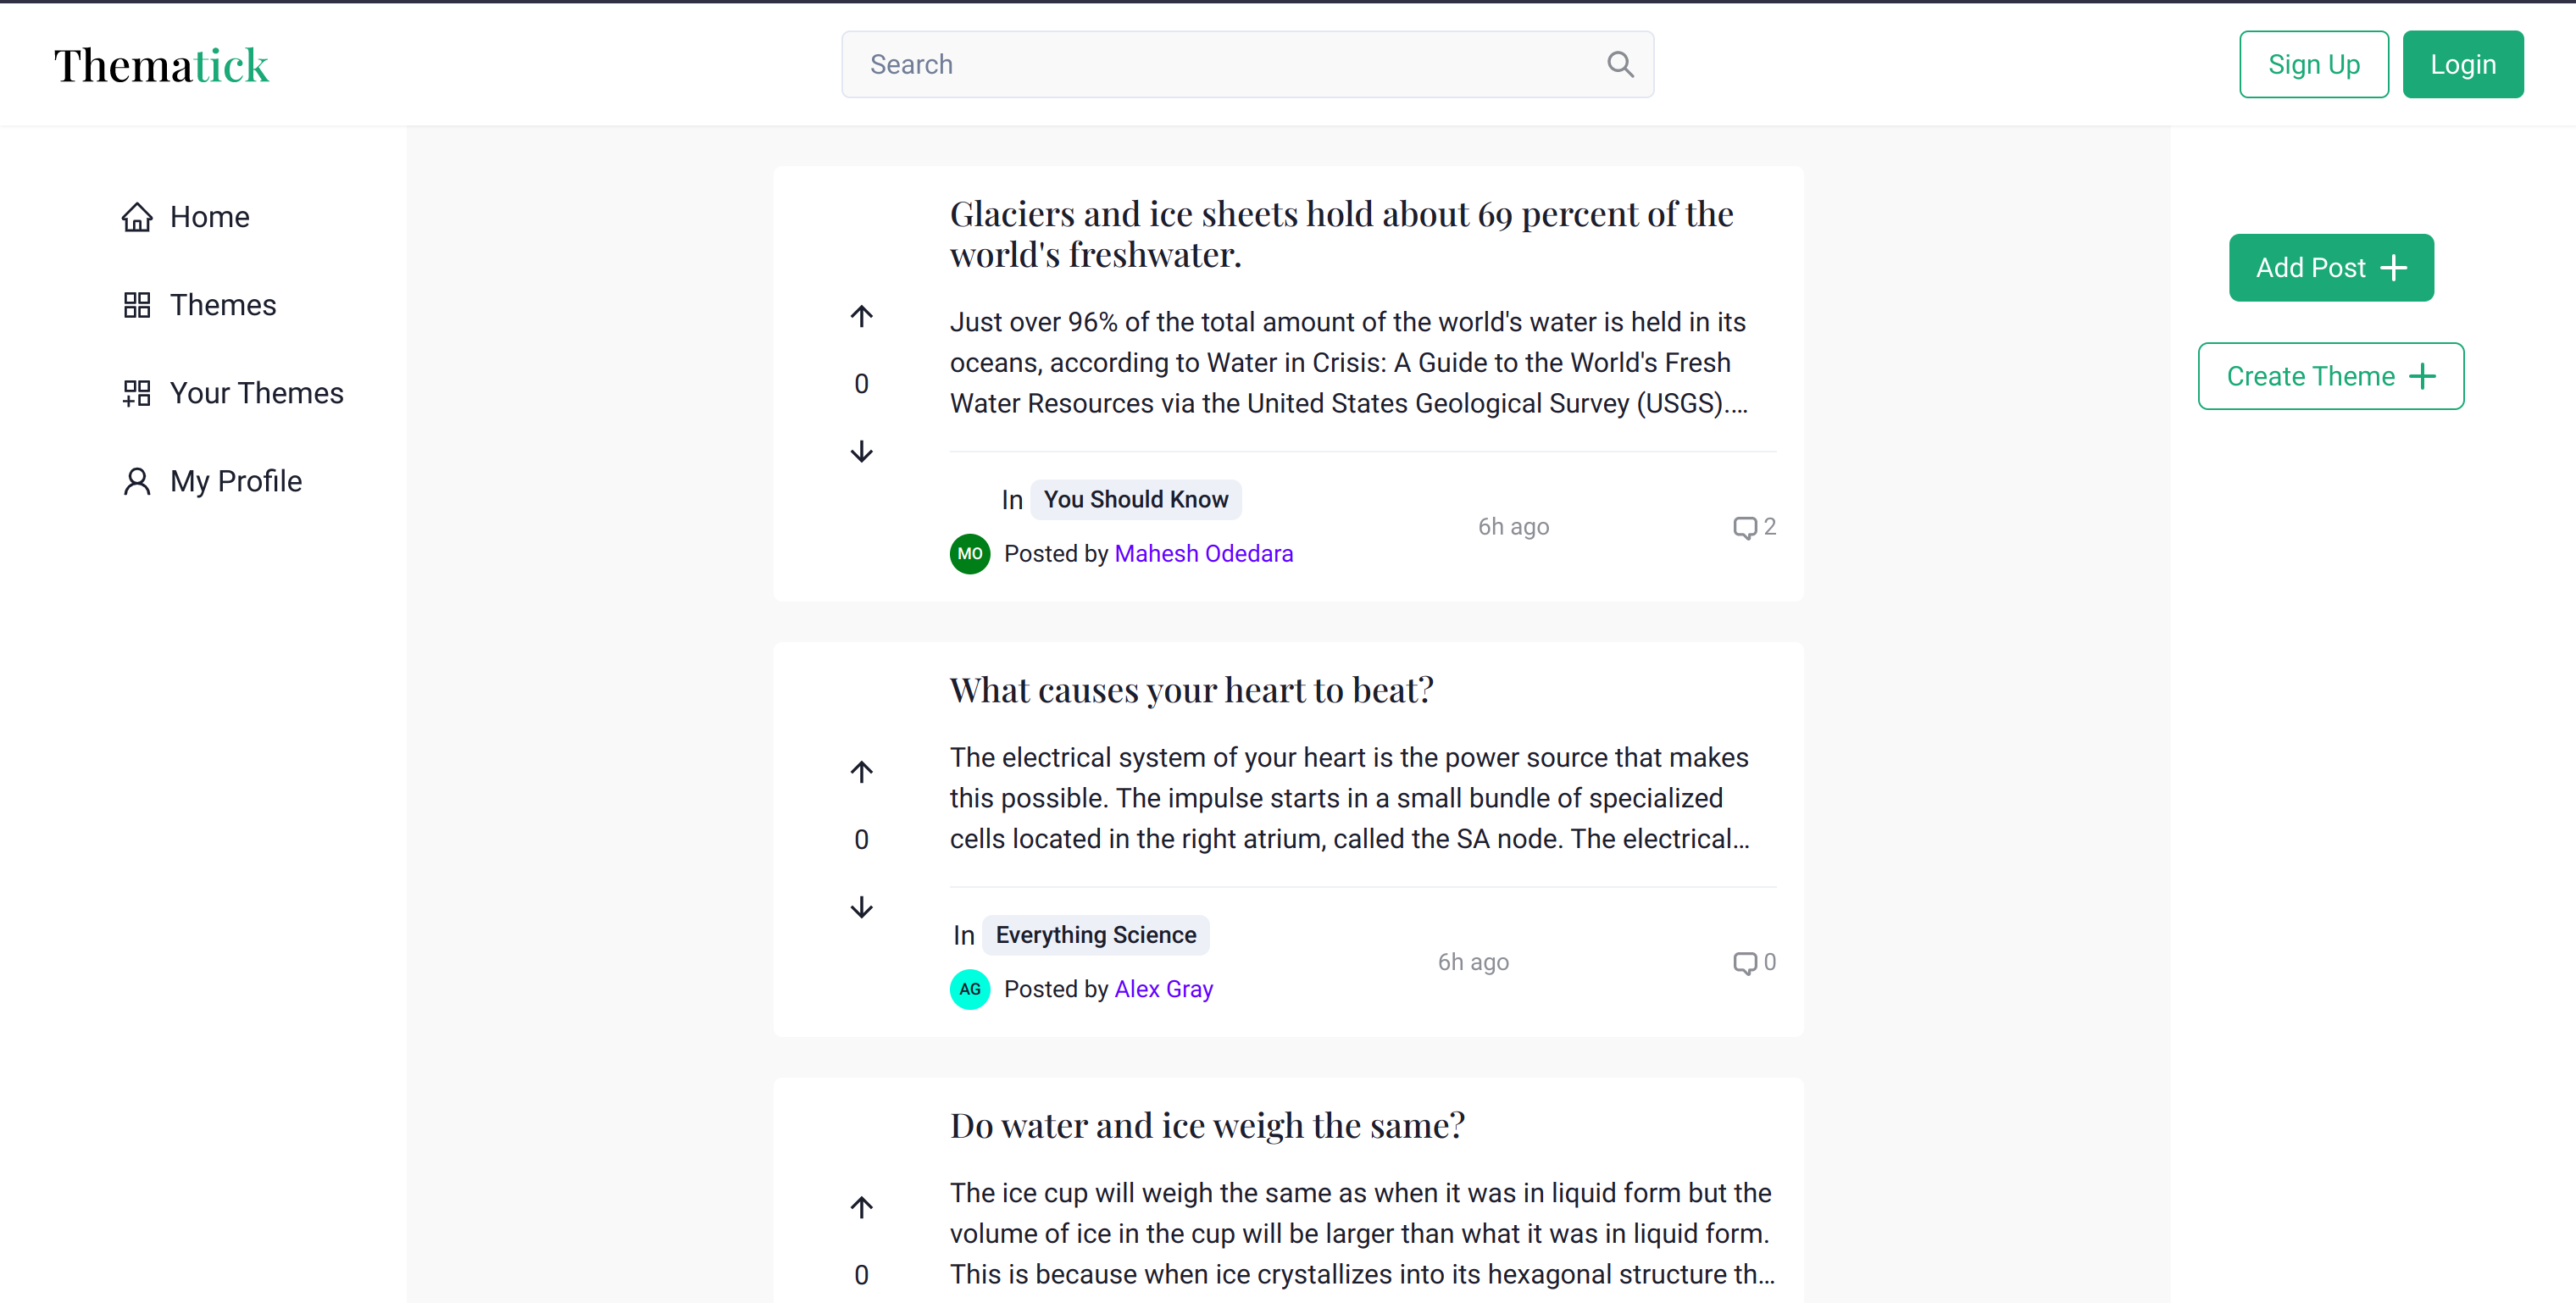 Thematick
Search
Sign Up
Login
Home
Themes
Your Themes
My Profile
Glaciers and ice sheets hold about 69 percent of the
world's freshwater.
Just over 96% of the total amount of the world's water is held in its
oceans, according to Water in Crisis: A Guide to the World's Fresh
Water Resources via the United States Geological Survey (USGS)....
0
In You Should Know
MO Posted by Mahesh Odedara
6h ago
2
What causes your heart to beat?
The electrical system of your heart is the power source that makes
this possible. The impulse starts in a small bundle of specialized
cells located in the right atrium, called the SA node. The electrical...
0
In Everything Science
AG Posted by Alex Gray
6h ago
0
Do water and ice weigh the same?
The ice cup will weigh the same as when it was in liquid form but the
volume of ice in the cup will be larger than what it was in liquid form.
This is because when ice crystallizes into its hexagonal structure th...
0
Add Post
Create Theme